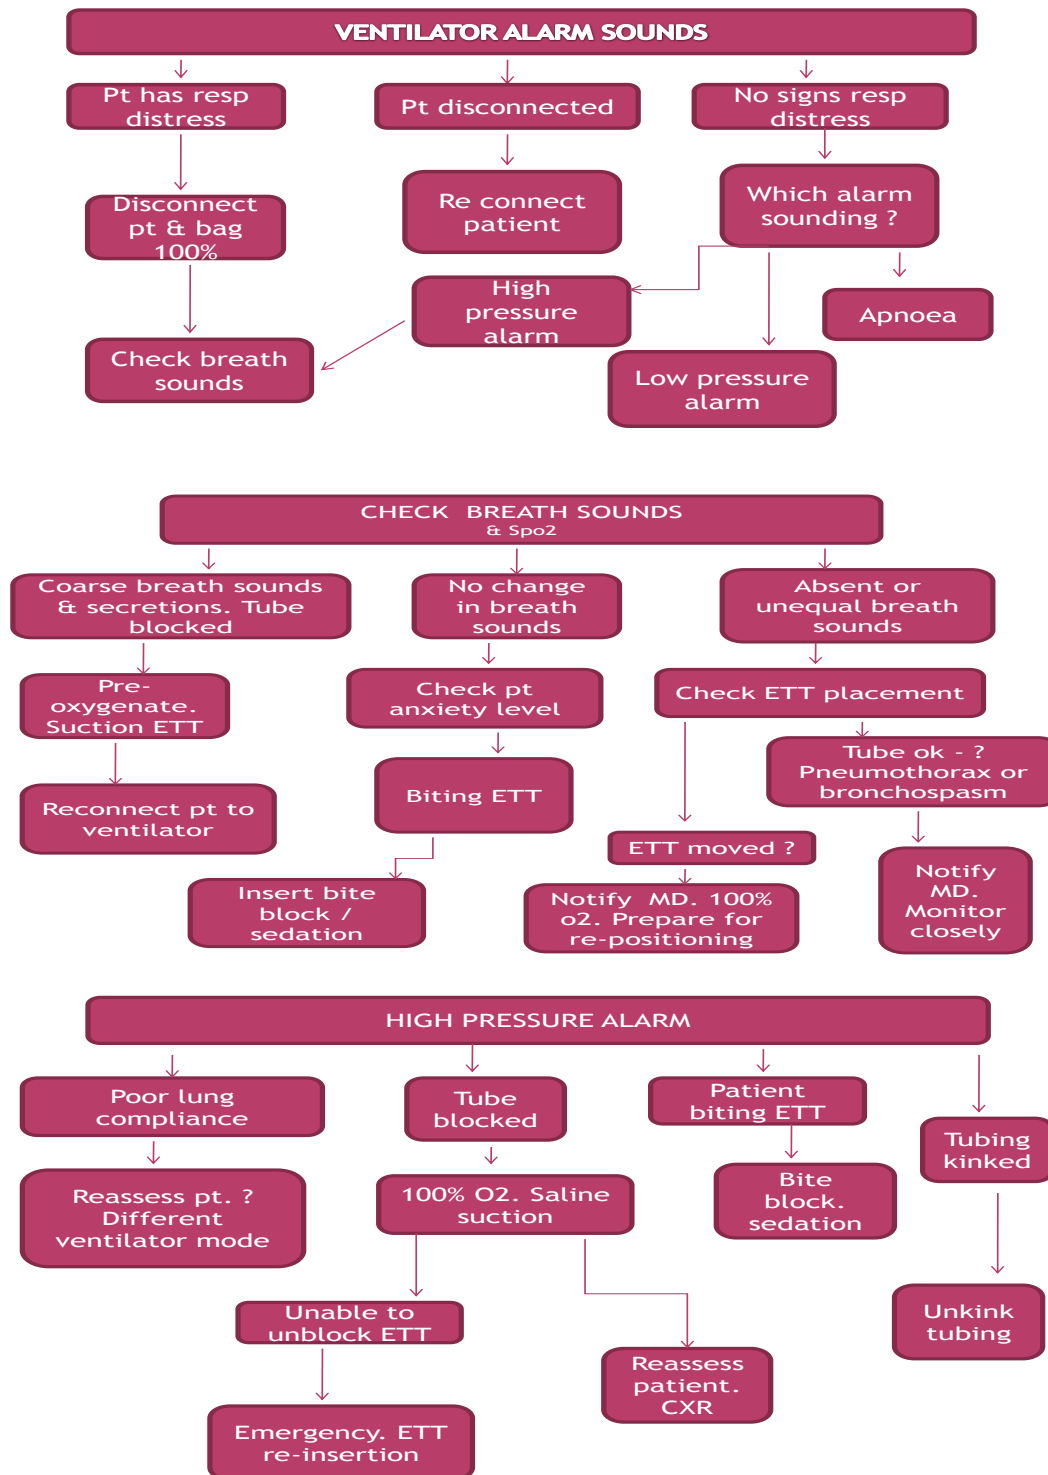 VENTILATOR ALARM SOUNDS
Pt has resp
distress
Pt disconnected
No signs resp
distress
Disconnect
pt & bag
100%
Re connect
patient
Which alarm
sounding ?
High
pressure
alarm
Apnoea
Check breath
sounds
Low pressure
alarm
CHECK BREATH SOUNDS
& Spo2
Coarse breath sounds
& secretions. Tube
blocked
No change
in breath
sounds
Absent or
unequal breath
sounds
Pre-
oxygenate.
Suction ETT
Check pt
anxiety level
Check ETT placement
Reconnect pt to
ventilator
Biting ETT
Tube ok - ?
Pneumothorax or
bronchospasm
ETT moved ?
Insert bite
block /
sedation
Notify MD. 100%
o2. Prepare for
re-positioning
Notify
MD.
Monitor
closely
HIGH PRESSURE ALARM
Poor lung
compliance
Tube
blocked
Patient
biting ETT
Tubing
kinked
Reassess pt. ?
Different
ventilator mode
100% O2. Saline
suction
Bite
block.
sedation
Unable to
unblock ETT
Unkink
tubing
Reassess
patient.
CXR
Emergency. ETT
re-insertion